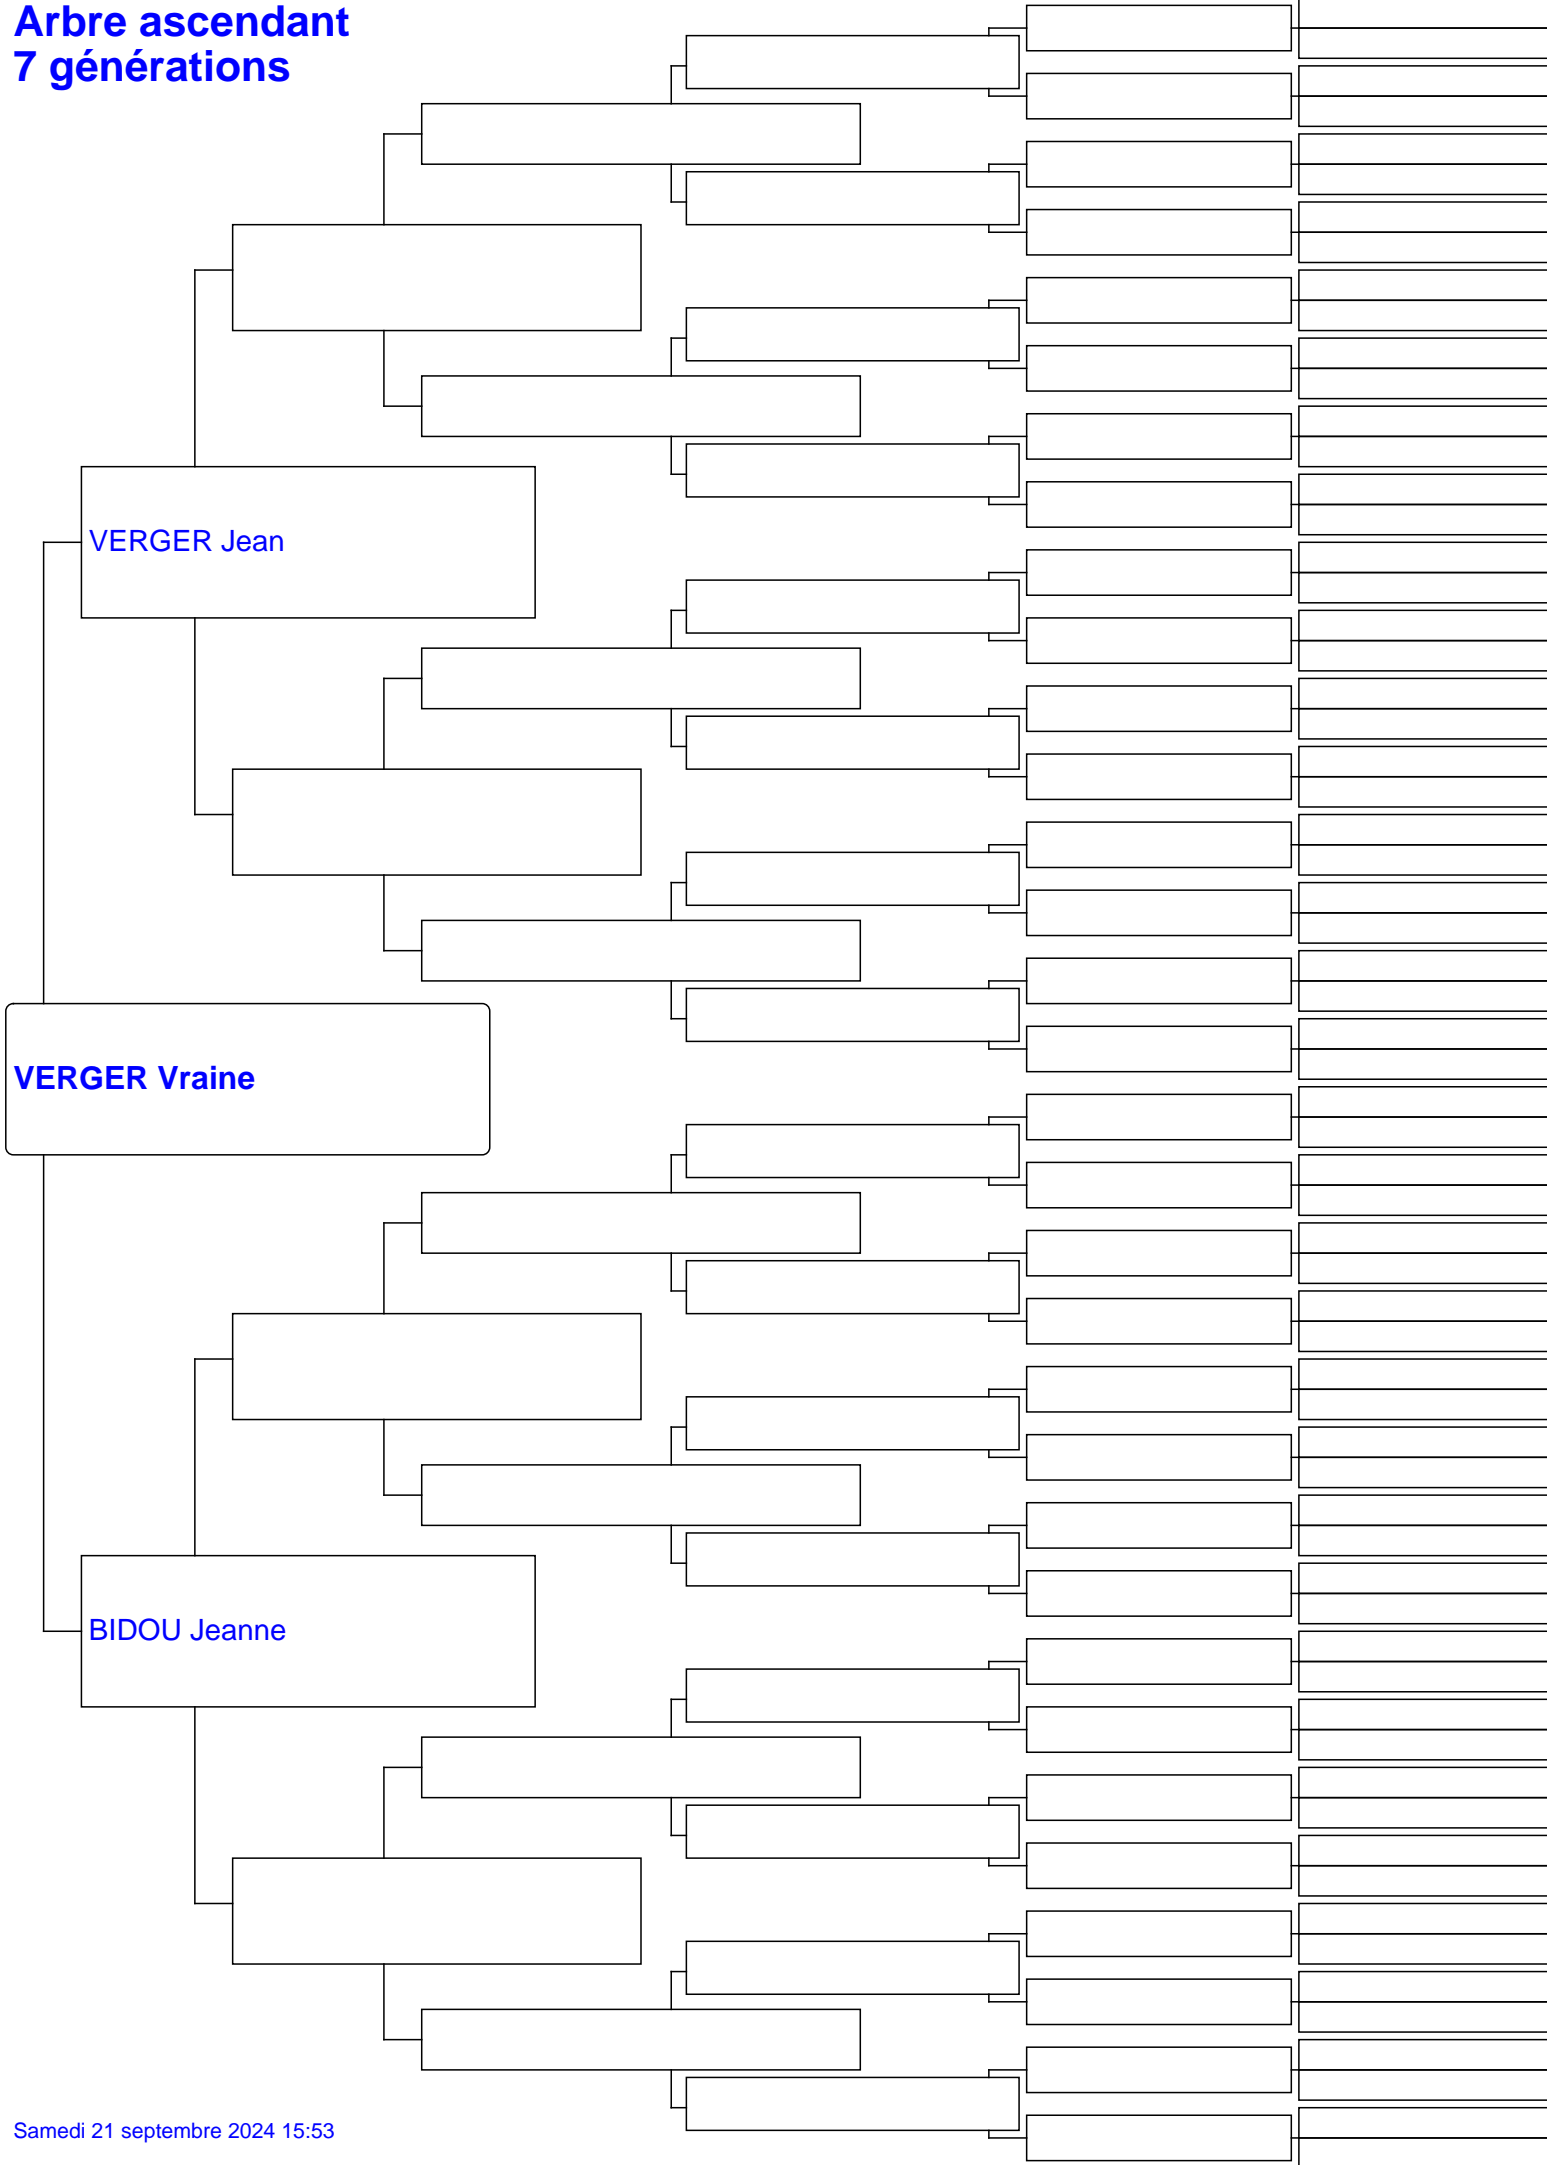 Arbre ascendant
7 générations
VERGER Jean
VERGER Vraine
BIDOU Jeanne
Samedi 21 septembre 2024 15:53